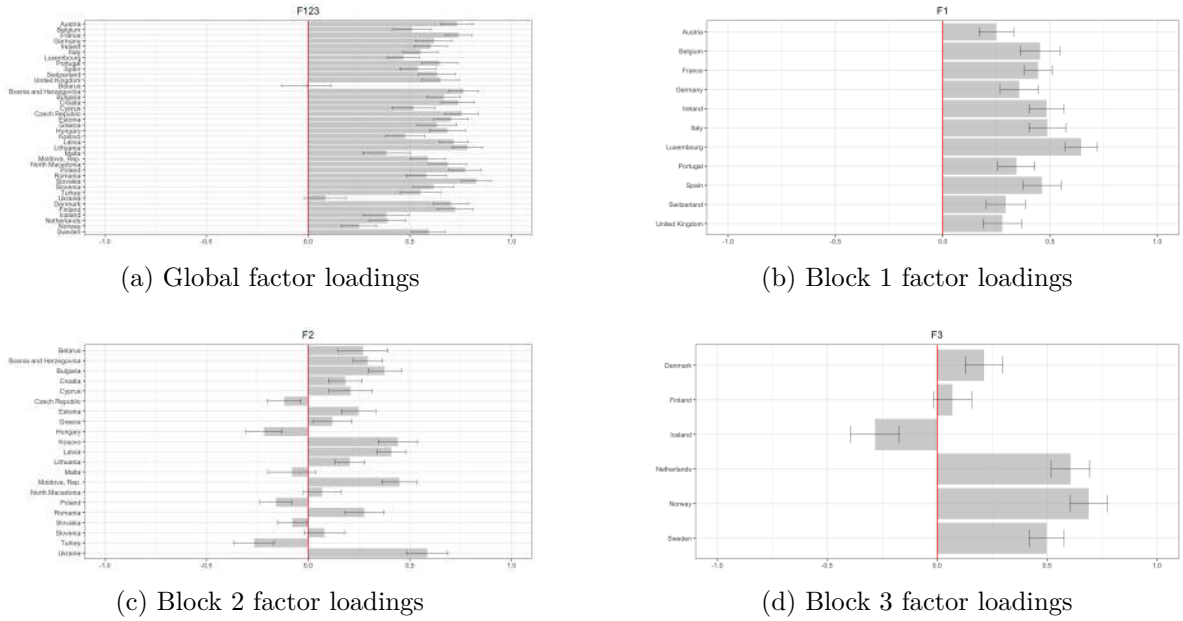 F123
Austria
Belgium
France
Germany
Ireland
Italy
Luxembourg
Portugal
Spain
Switzerland
United Kingdom
Belarus
Bosnia and Herzegovina
Bulgaria
Croatia
Cyprus
Czech Republic
Estonia
Greece
Hungary
Kosovo
Latvia
Lithuania
Malta
Moldova, Rep.
North Macedonia
Poland
Romania
Slovakia
Slovenia
Turkey
Ukraine
Denmark
Finland
Iceland
Netherlands
Norway
Sweden
-1.0 -0.5 0.0 0.5 1.0
(a) Global factor loadings
F1
Austria
Belgium
France
Germany
Ireland
Italy
Luxembourg
Portugal
Spain
Switzerland
United Kingdom
-1.0 -0.5 0.0 0.5 1.0
(b) Block 1 factor loadings
F2
Belarus
Bosnia and Herzegovina
Bulgaria
Croatia
Cyprus
Czech Republic
Estonia
Greece
Hungary
Kosovo
Latvia
Lithuania
Malta
Moldova, Rep.
North Macedonia
Poland
Romania
Slovakia
Slovenia
Turkey
Ukraine
-1.0 -0.5 0.0 0.5 1.0
(c) Block 2 factor loadings
F3
Denmark
Finland
Iceland
Netherlands
Norway
Sweden
-1.0 -0.5 0.0 0.5 1.0
(d) Block 3 factor loadings